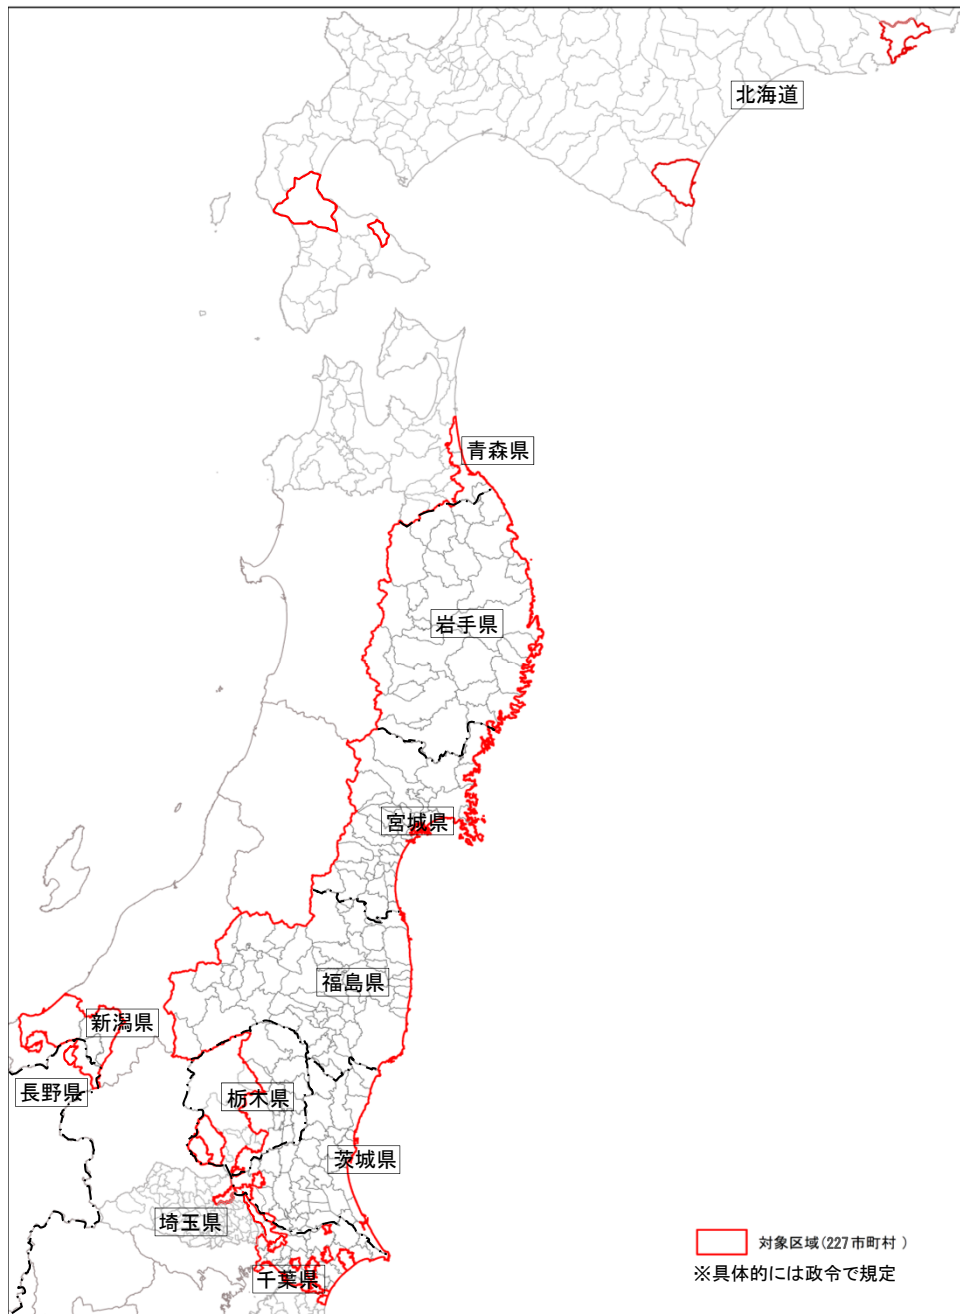 北海道
青森県
岩手県
宮城県
福島県
新潟県
長野県
栃木県
茨城県
埼玉県
千葉県
対象区域(227市町村 )
※具体的には政令で規定